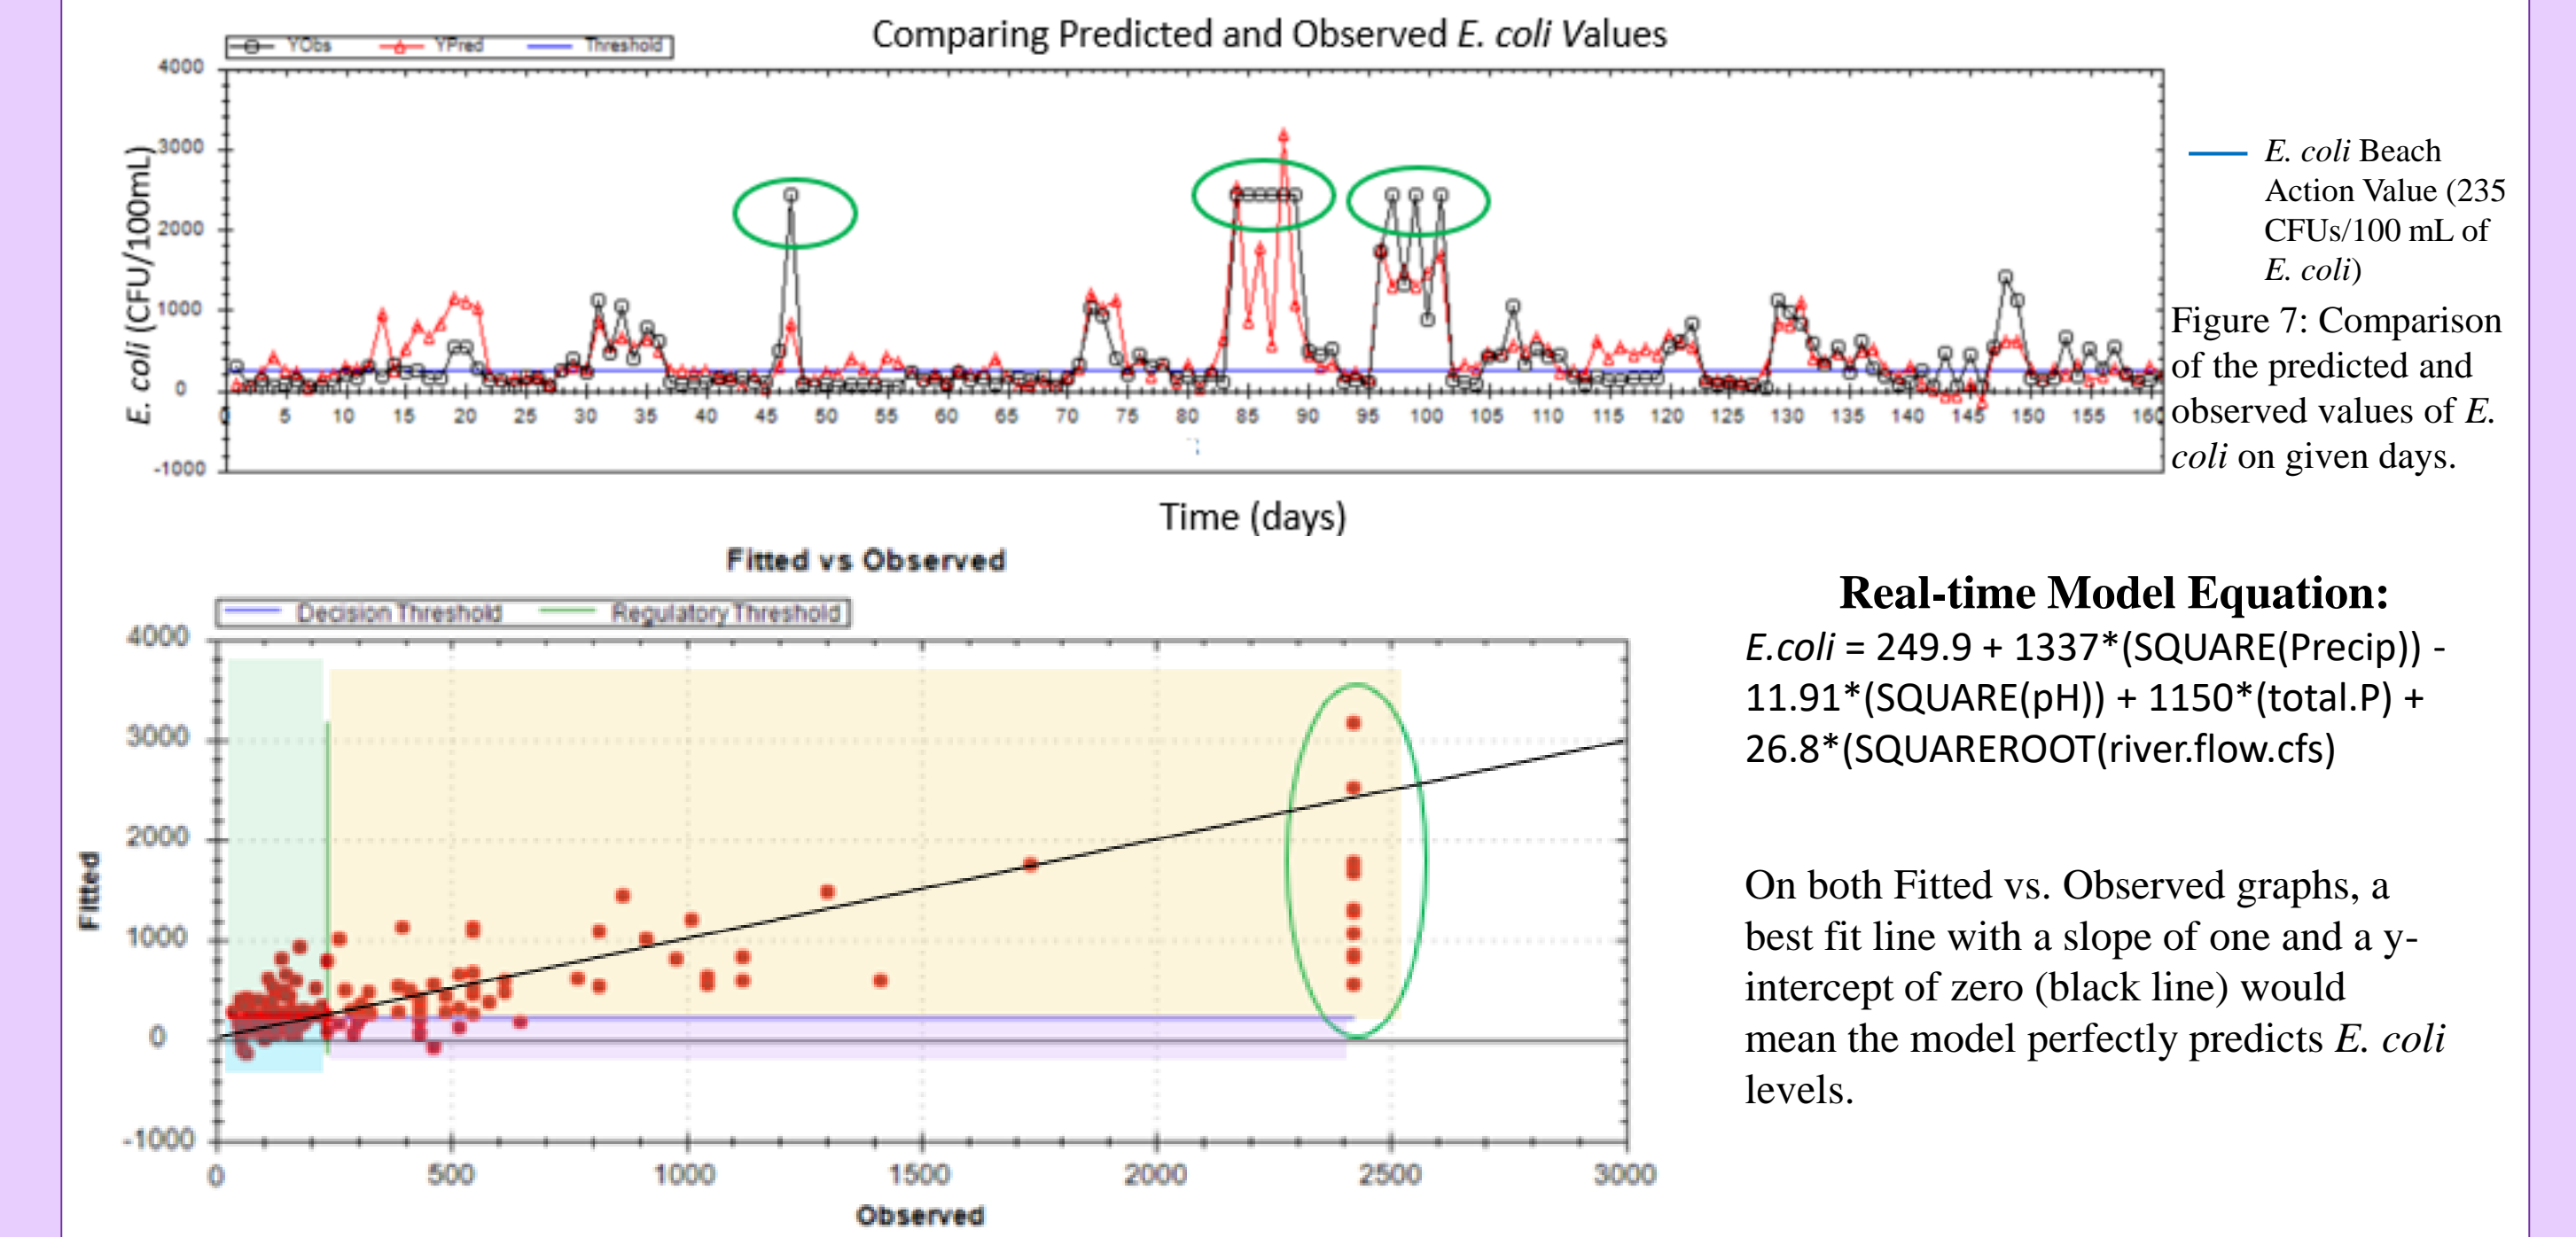 Comparing Predicted and Observed E. coli Values
YObs YPred Threshold
4000
3000
2000
1000
0
-1000
E. coli (CFU/100mL)
0 5 10 15 20 25 30 35 40 45 50 55 60 65 70 75 80 85 90 95 100 105 110 115 120 125 130 135 140 145 150 155 160
Time (days)
E. coli Beach
Action Value (235
CFUs/100 mL of
E. coli)
Figure 7: Comparison
of the predicted and
observed values of E.
coli on given days.
Fitted vs Observed
Decision Threshold Regulatory Threshold
4000
3000
2000
1000
0
-1000
Fitted
0 500 1000 1500 2000 2500 3000
Observed
Real-time Model Equation:
E.coli = 249.9 + 1337*(SQUARE(Precip)) -
11.91*(SQUARE(pH)) + 1150*(total.P) +
26.8*(SQUAREROOT(river.flow.cfs)
On both Fitted vs. Observed graphs, a
best fit line with a slope of one and a y-
intercept of zero (black line) would
mean the model perfectly predicts E. coli
levels.